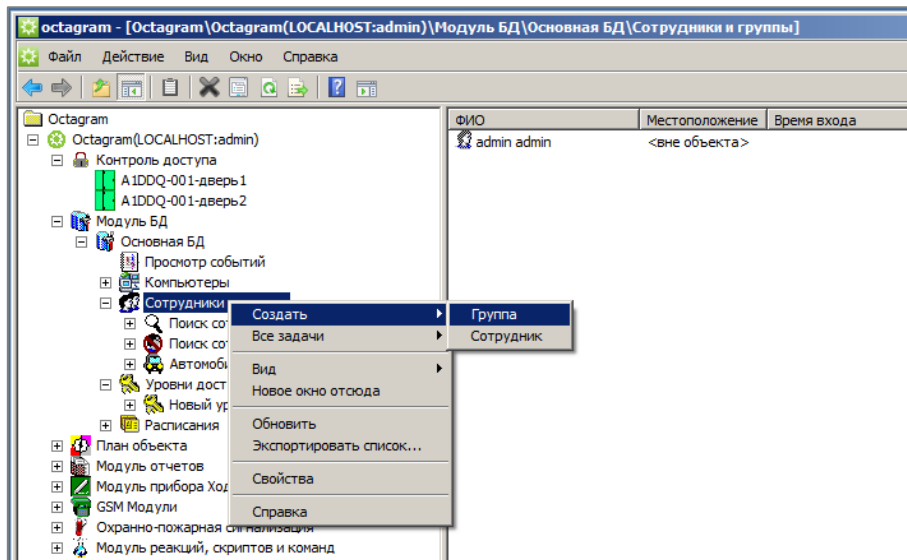 octagram - [Octagram\Octagram(LOCALHOST:admin)\Модуль БД\Основная БД\Сотрудники и группы]
Файл Действие Вид Окно Справка
Octagram
Octagram(LOCALHOST:admin)
Контроль доступа
A1DDQ-001-дверь1
A1DDQ-001-дверь2
Модуль БД
Основная БД
Просмотр событий
Компьютеры
Сотрудники
Поиск со
Поиск со
Автомоби
Уровни дост
Новый ур
Расписания
План объекта
Модуль отчетов
Модуль прибора Ход
GSM Модули
Охранно-пожарная сигнализация
Модуль реакций, скриптов и команд
ФИО Местоположение Время входа
admin admin <вне объекта>
Создать
Все задачи
Вид
Новое окно отсюда
Обновить
Экспортировать список...
Свойства
Справка
Группа
Сотрудник